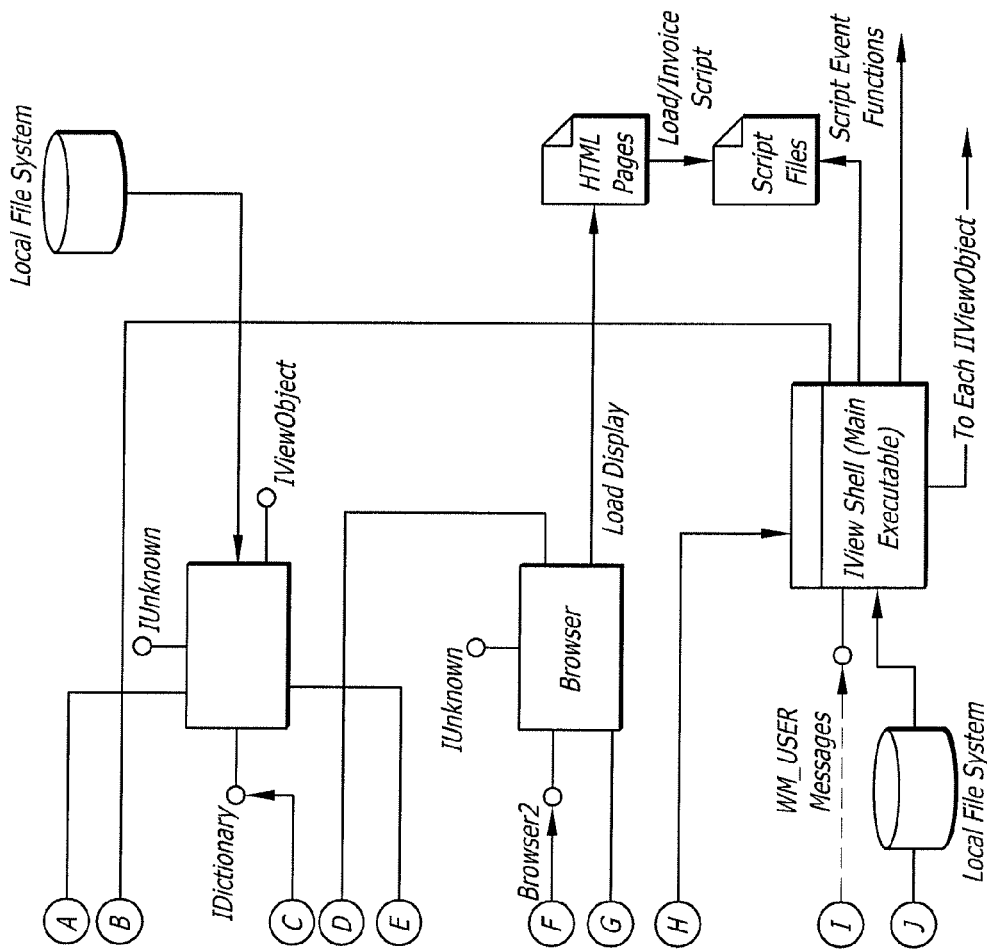 Local File System
A
B
IUnknown
IViewObject
IDictionary
C
D
E
IUnknown
Browser
Browser2
F
G
Load Display
HTML
Pages
Load/Invoice
Script
Script
Files
Script Event
Functions
H
IView Shell (Main
Executable)
To Each IIViewObject
WM_USER
Messages
I
J
Local File System